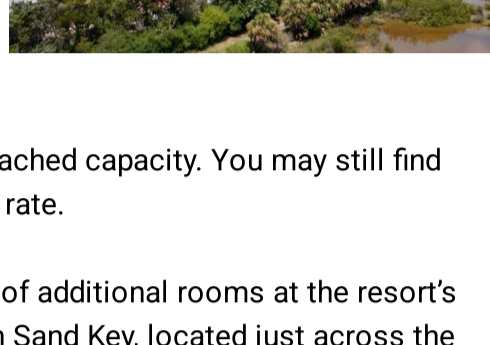 ached capacity. You may still find
rate.
of additional rooms at the resort's
Sand Key, located just across the